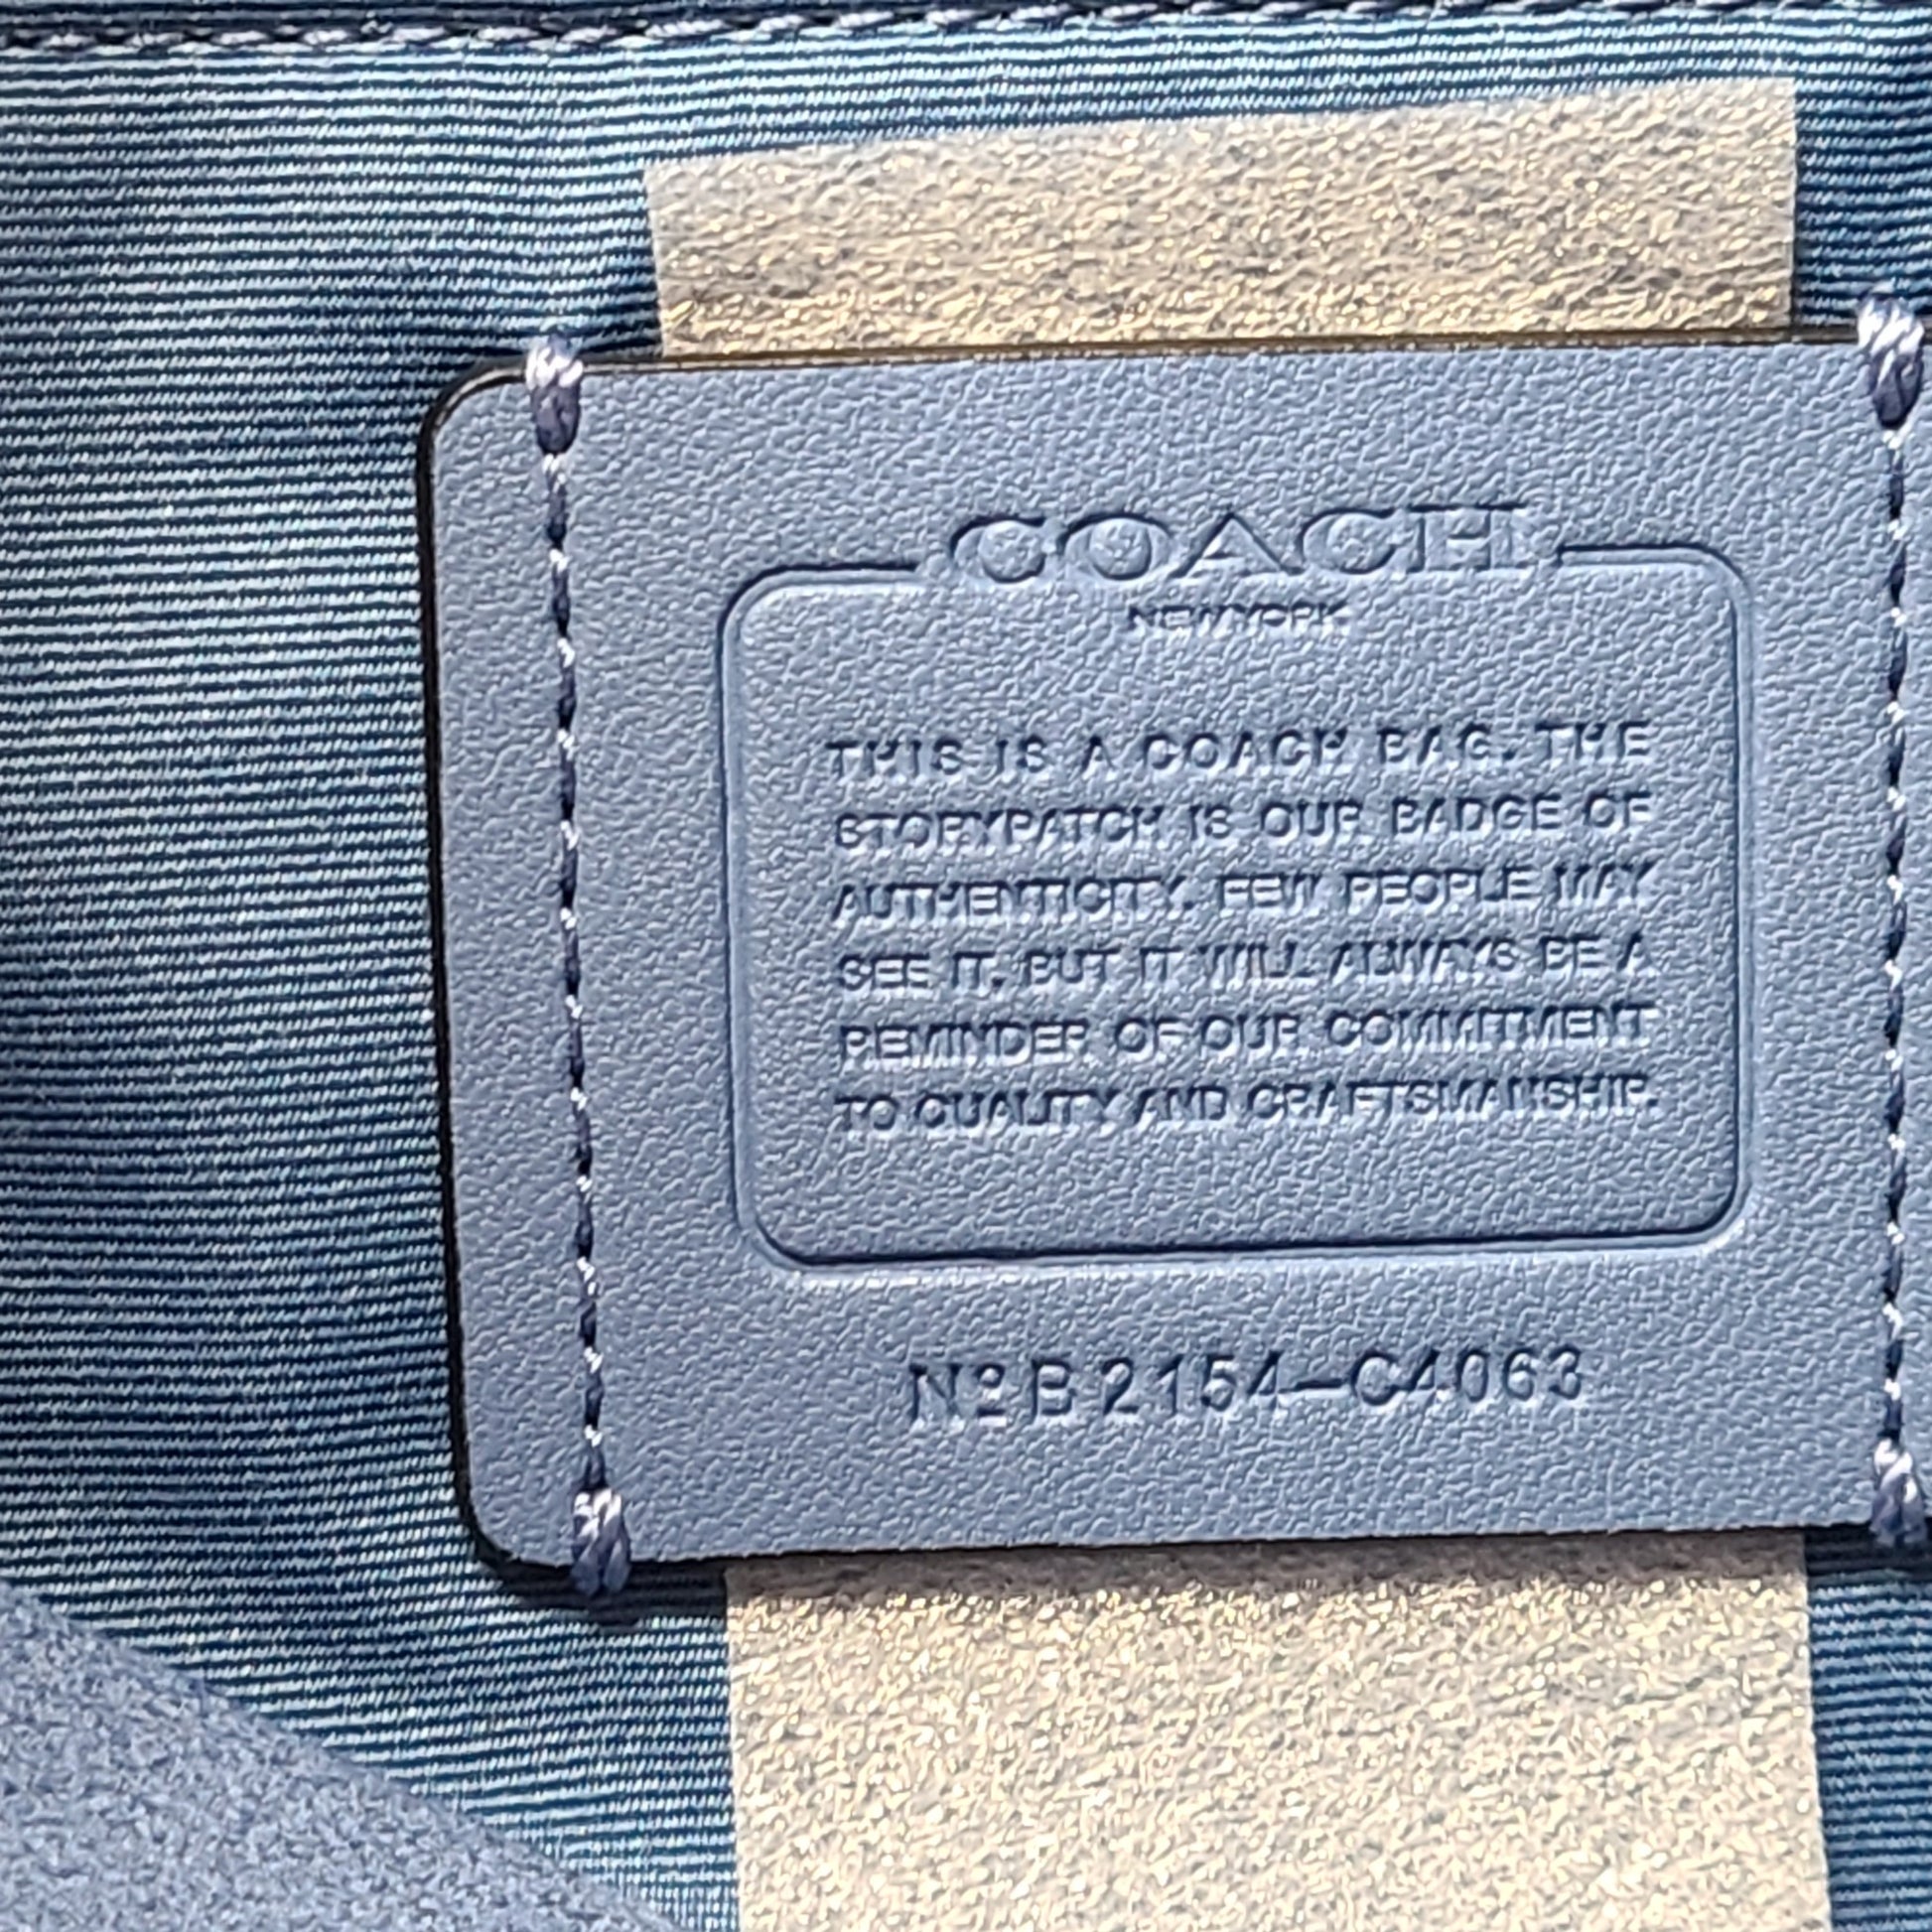 COACH
NEW YORK
THIS IS A COACH BAG. THE
STORYPATCH IS OUR BADGE OF
AUTHENTICITY. FEW PEOPLE MAY
SEE IT, BUT IT WILL ALWAYS BE A
REMINDER OF OUR COMMITMENT
TO QUALITY AND CRAFTSMANSHIP.
Nº B2154-C4063